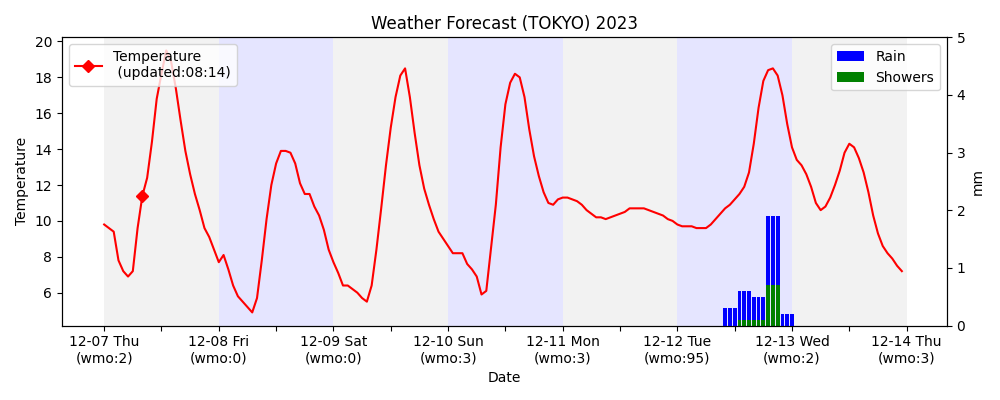 Weather Forecast (TOKYO) 2023
Temperature
(updated:08:14)
Rain
Showers
20
18
16
14
12
10
8
6
Temperature
5
4
3
2
1
0
mm
12-07 Thu
(wmo:2)
12-08 Fri
(wmo:0)
12-09 Sat
(wmo:0)
12-10 Sun
(wmo:3)
12-11 Mon
(wmo:3)
12-12 Tue
(wmo:95)
12-13 Wed
(wmo:2)
12-14 Thu
(wmo:3)
Date